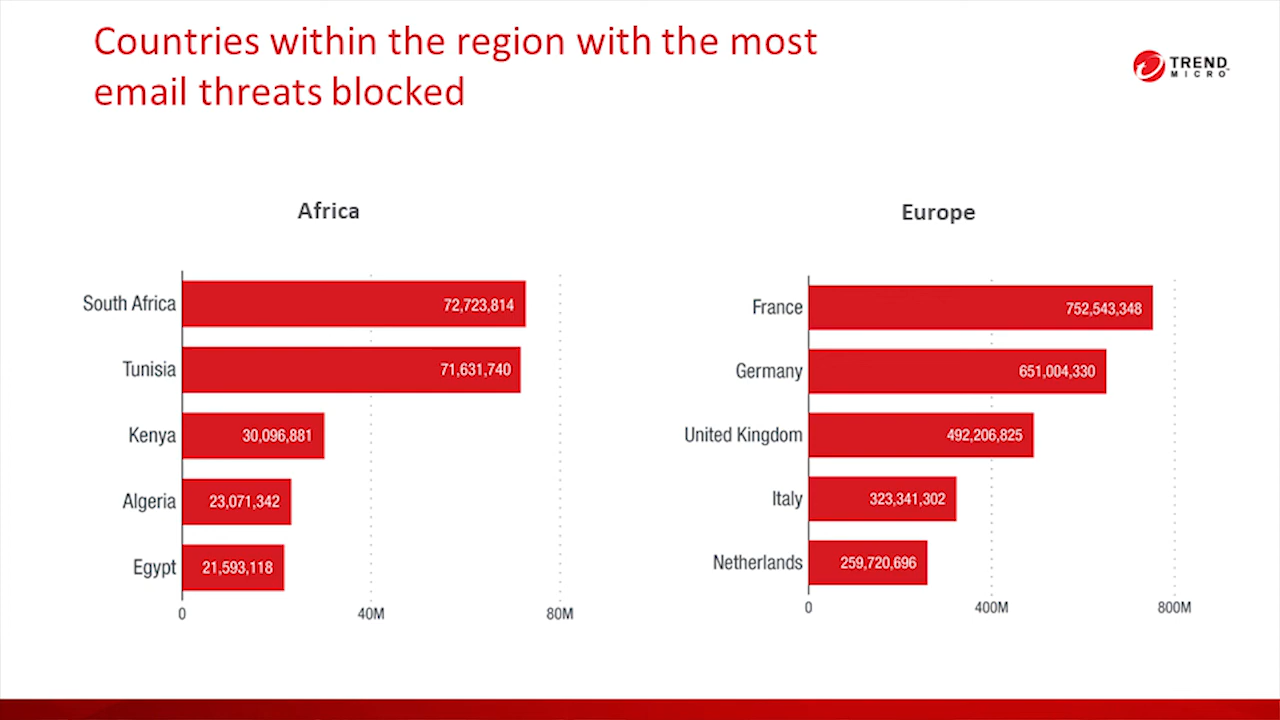 Countries within the region with the most
email threats blocked
TREND
MICRO™
Africa
South Africa 72,723,814
Tunisia 71,631,740
Kenya 30,096,881
Algeria 23,071,342
Egypt 21,593,118
0 40M 80M
Europe
France 752,543,348
Germany 651,004,330
United Kingdom 492,206,825
Italy 323,341,302
Netherlands 259,720,696
0 400M 800M